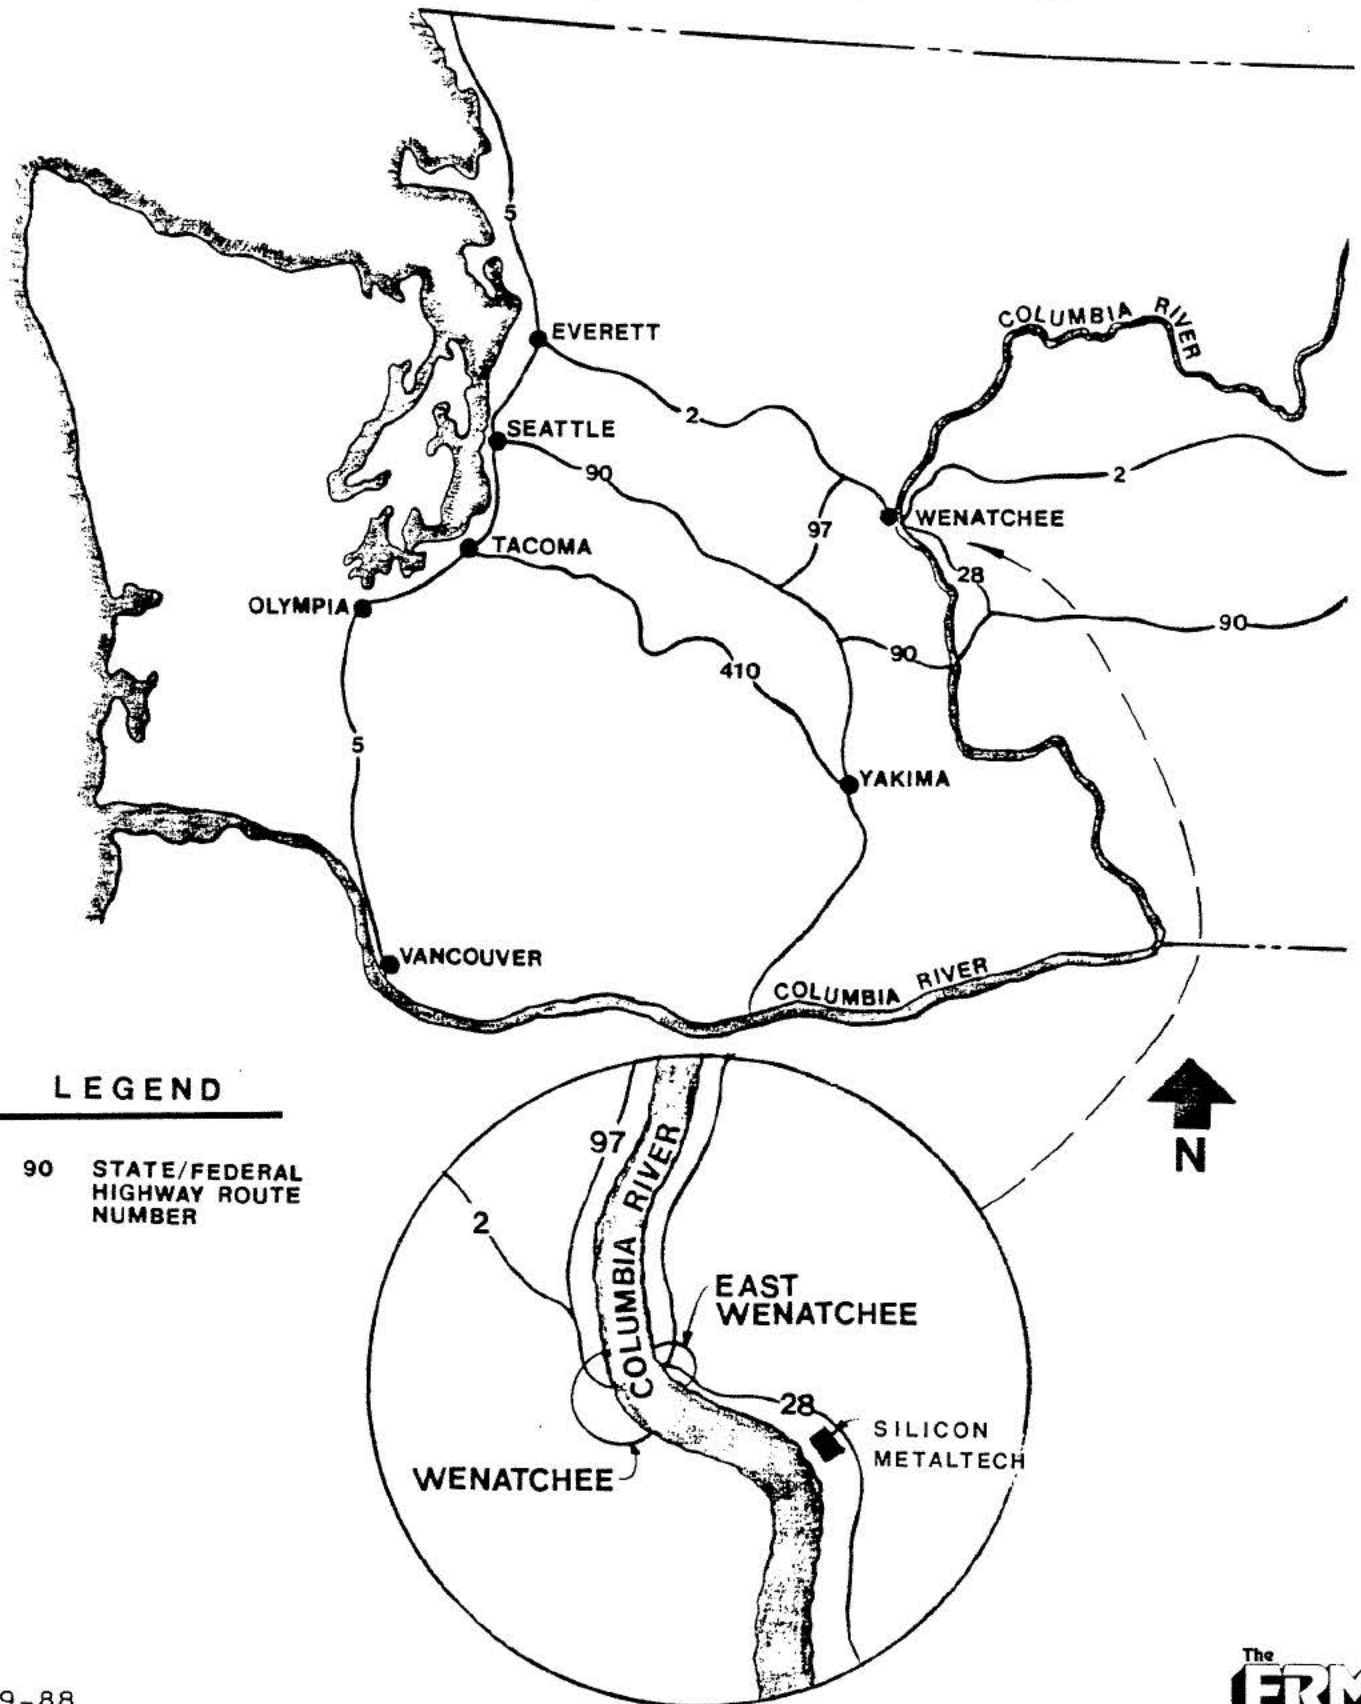 5
EVERETT
COLUMBIA RIVER
2
SEATTLE
90
2
97
WENATCHEE
TACOMA
28
OLYMPIA
90
90
410
5
YAKIMA
VANCOUVER
COLUMBIA RIVER
LEGEND
90 STATE/FEDERAL
HIGHWAY ROUTE
NUMBER
N
97
COLUMBIA RIVER
2
EAST
WENATCHEE
28
SILICON
METALTECH
WENATCHEE
The
ERM
9-88